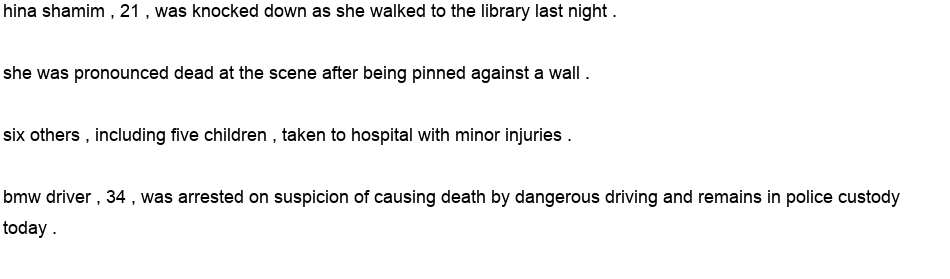 hina shamim , 21 , was knocked down as she walked to the library last night .
she was pronounced dead at the scene after being pinned against a wall .
six others , including five children , taken to hospital with minor injuries .
bmw driver , 34 , was arrested on suspicion of causing death by dangerous driving and remains in police custody
today .